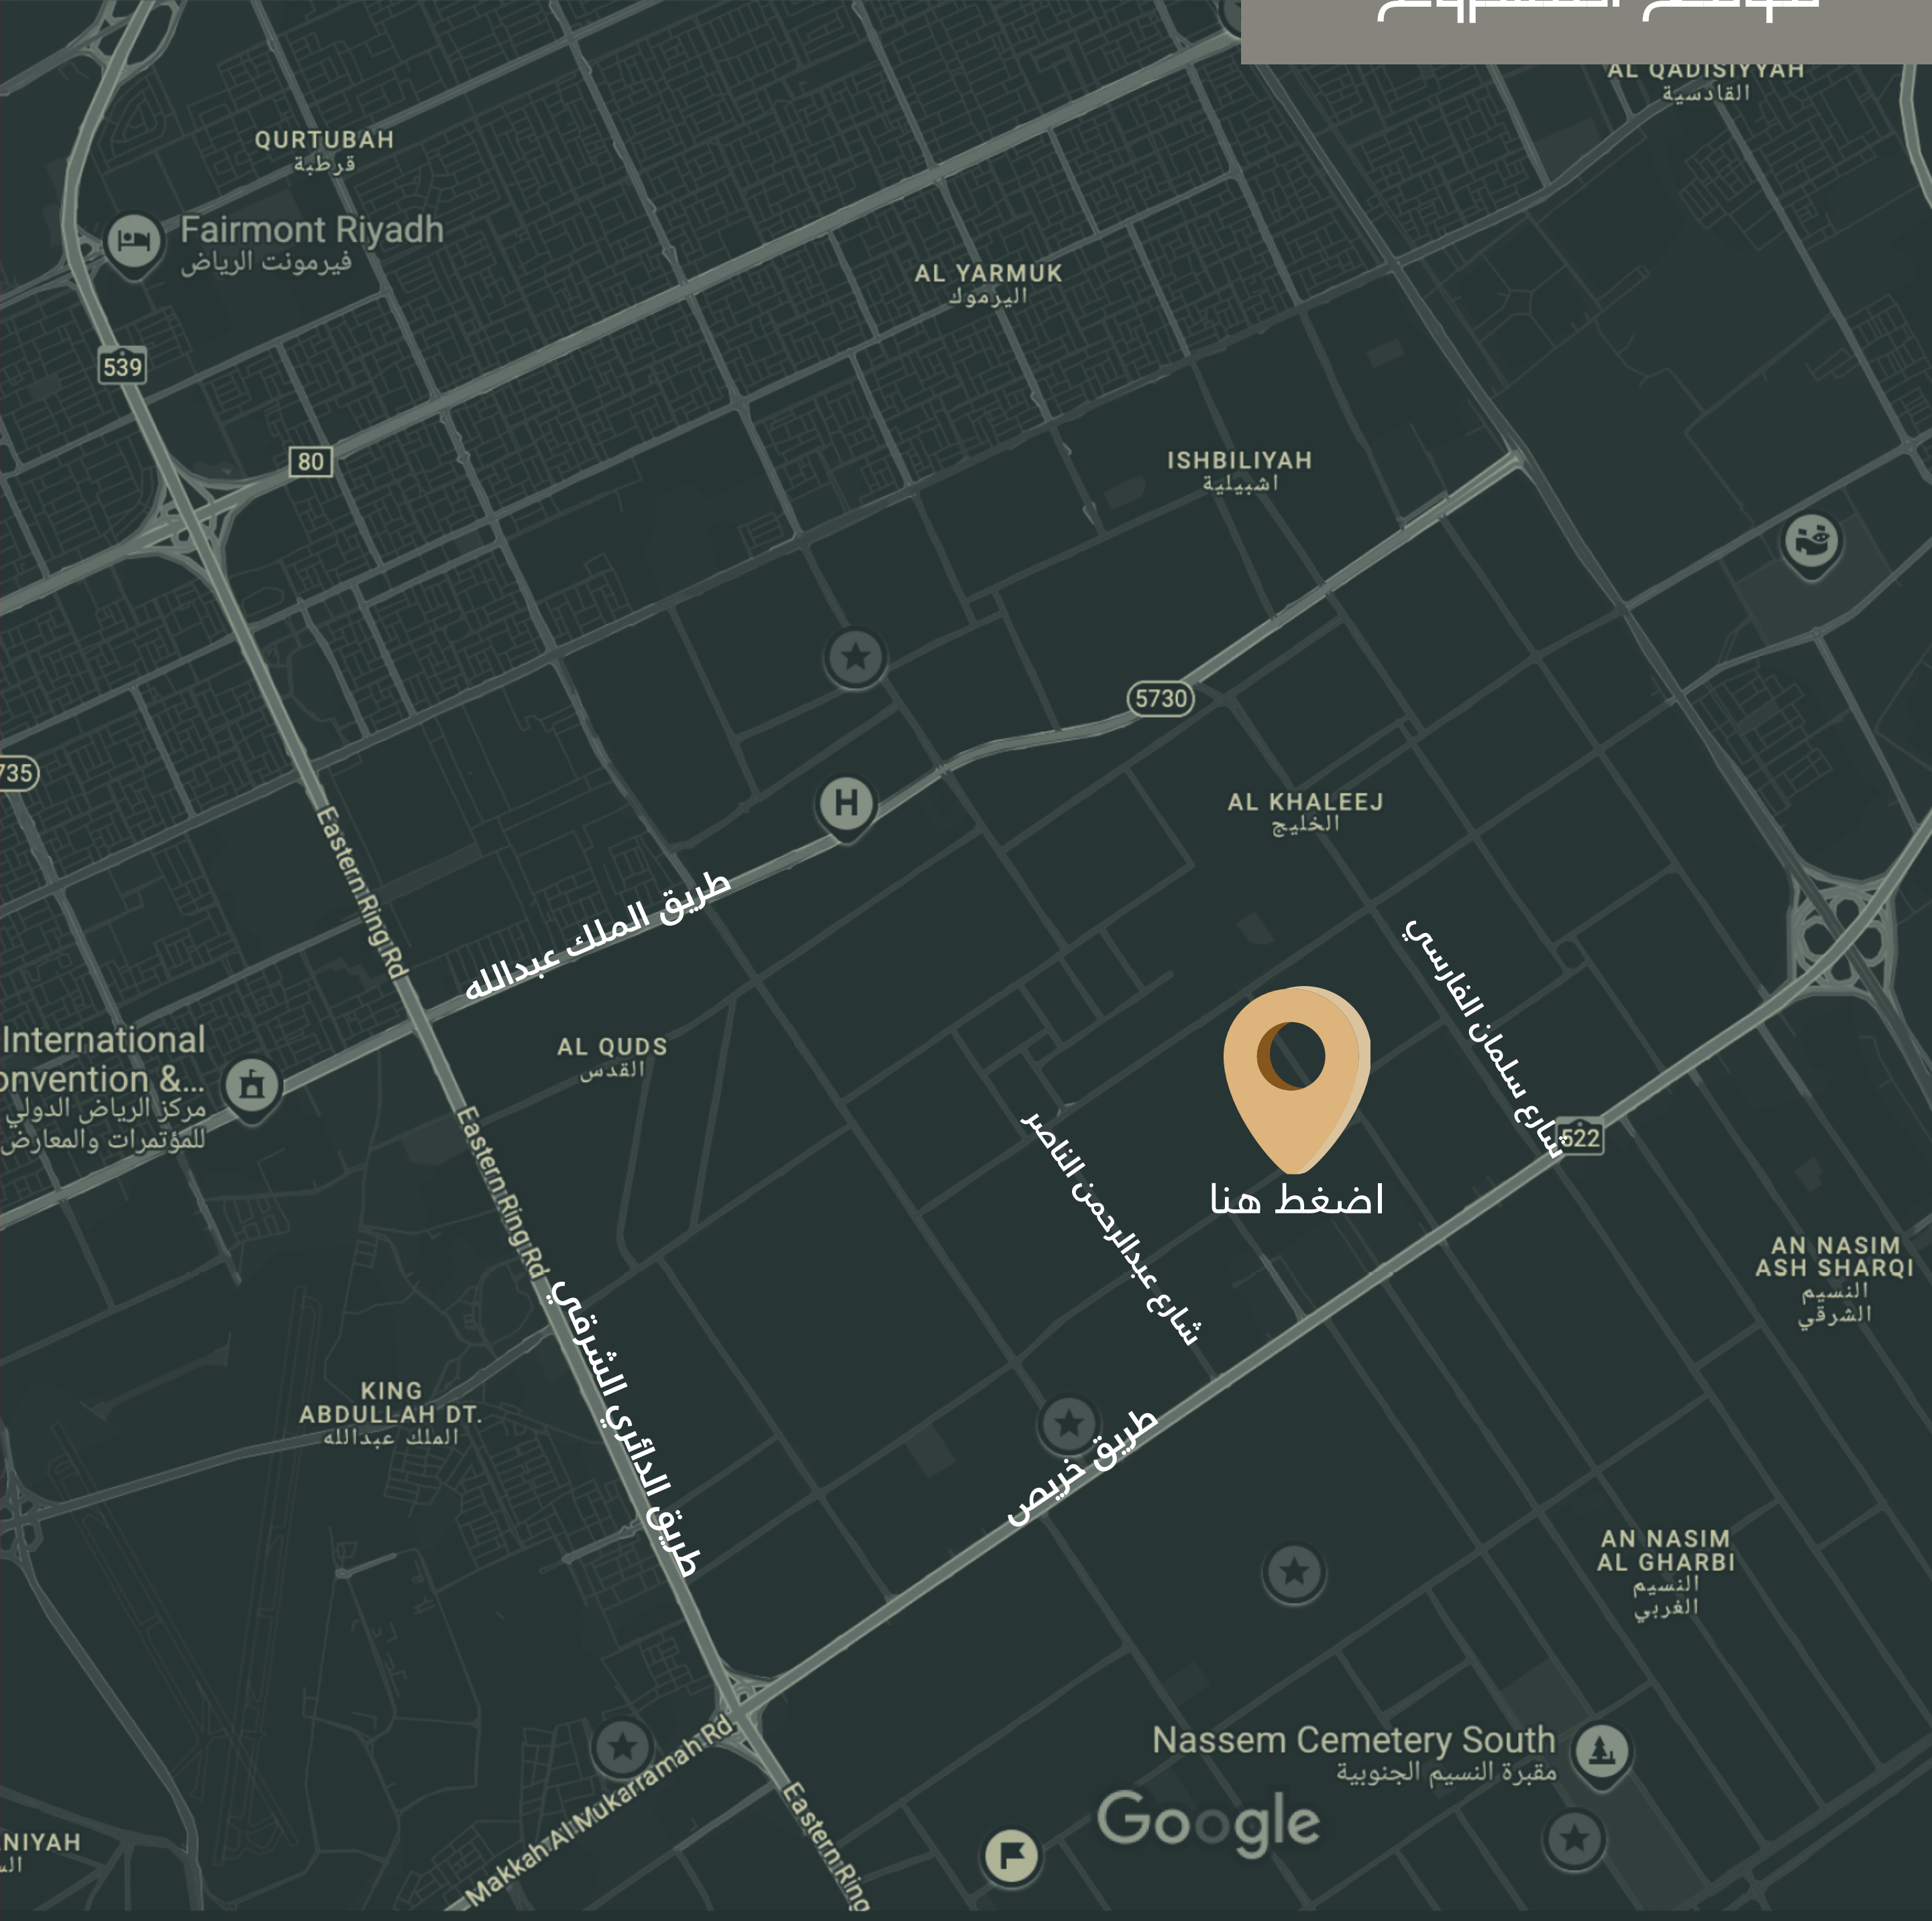 AL QADISIYYAH
القادسية
QURTUBAH
قرطبة
Fairmont Riyadh
فيرمونت الرياض
AL YARMUK
اليرموك
539
80
ISHBILIYAH
اشبيلية
5730
735
Eastern Ring Rd
AL KHALEEJ
الخليج
H
طريق الملك عبدالله
شارع سلمان الفارسي
International
onvention &...
مركز الرياض الدولي
للمؤتمرات والمعارض
AL QUDS
القدس
Eastern Ring Rd
شارع عبدالرحمن الناصر
522
اضغط هنا
AN NASIM
ASH SHARQI
النسيم
الشرقي
طريق الدائري الشرقي
KING
ABDULLAH DT.
الملك عبدالله
طريق خريص
AN NASIM
AL GHARBI
النسيم
الغربي
Makkah Al Mukarramah Rd
Nassem Cemetery South
مقبرة النسيم الجنوبية
Eastern Ring
Google
NIYAH